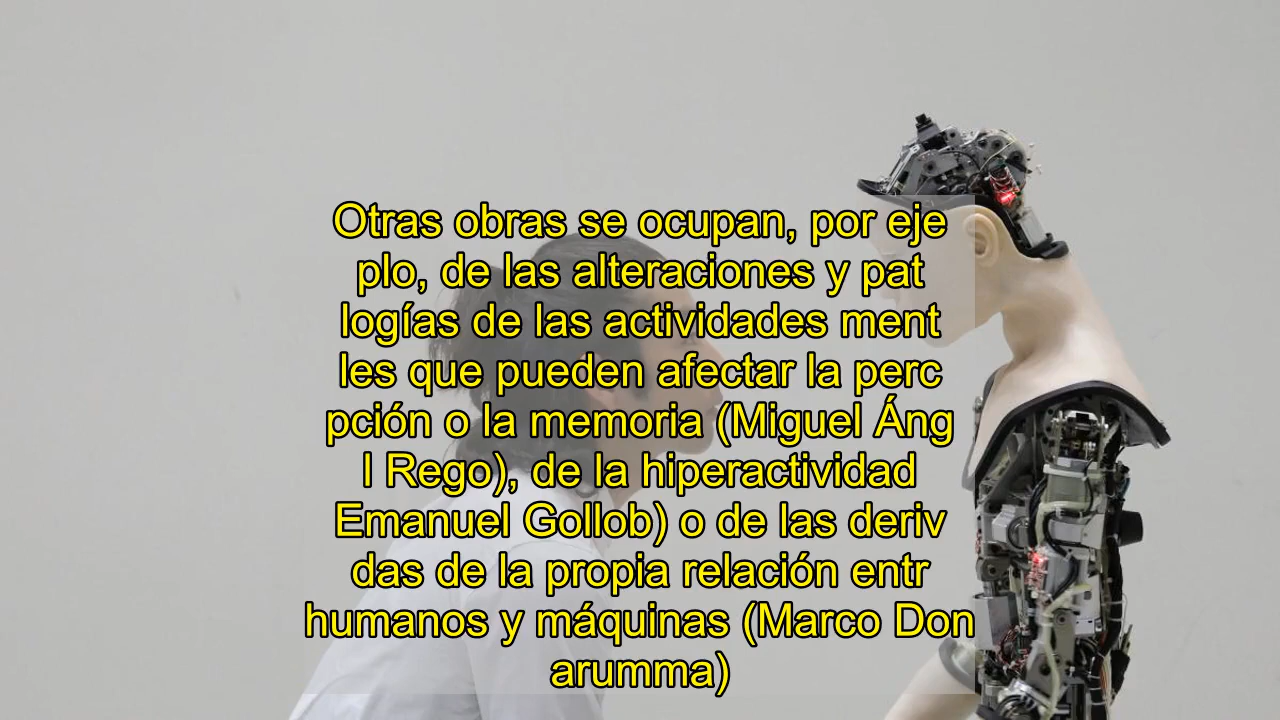 Otras obras se ocupan, por eje
plo, de las alteraciones y pat
logías de las actividades ment
les que pueden afectar la perc
pción o la memoria (Miguel Áng
l Rego), de la hiperactividad
Emanuel Gollob) o de las deriv
das de la propia relación entr
humanos y máquinas (Marco Don
arumma)